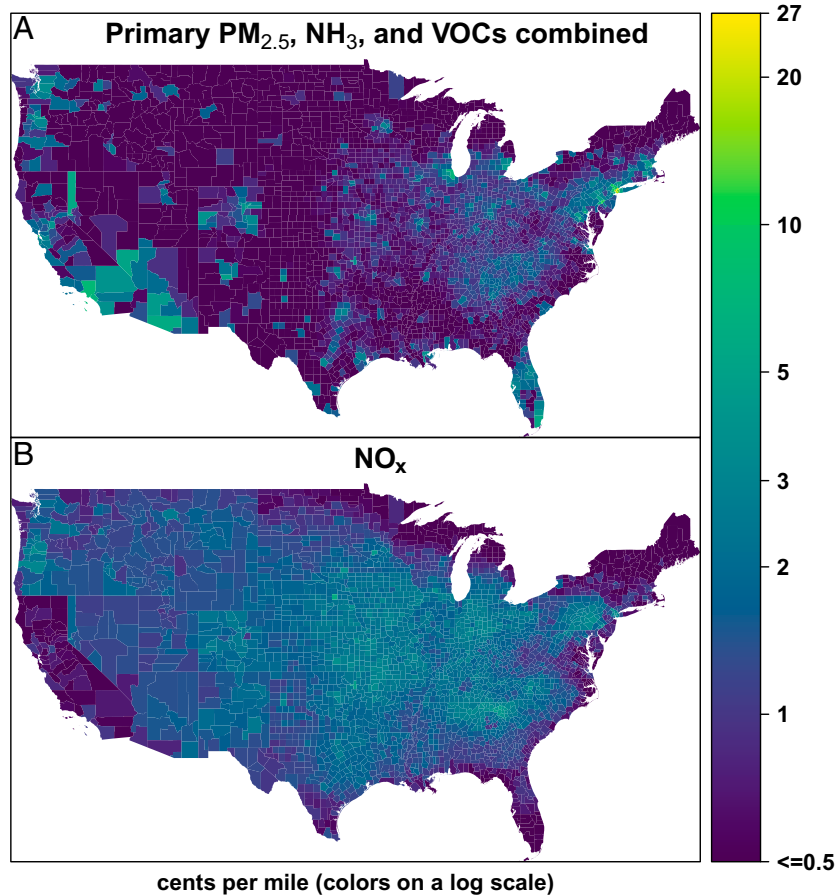 A
Primary PM2.5, NH3, and VOCs combined
27
20
10
5
3
2
1
<=0.5
B
NOx
cents per mile (colors on a log scale)